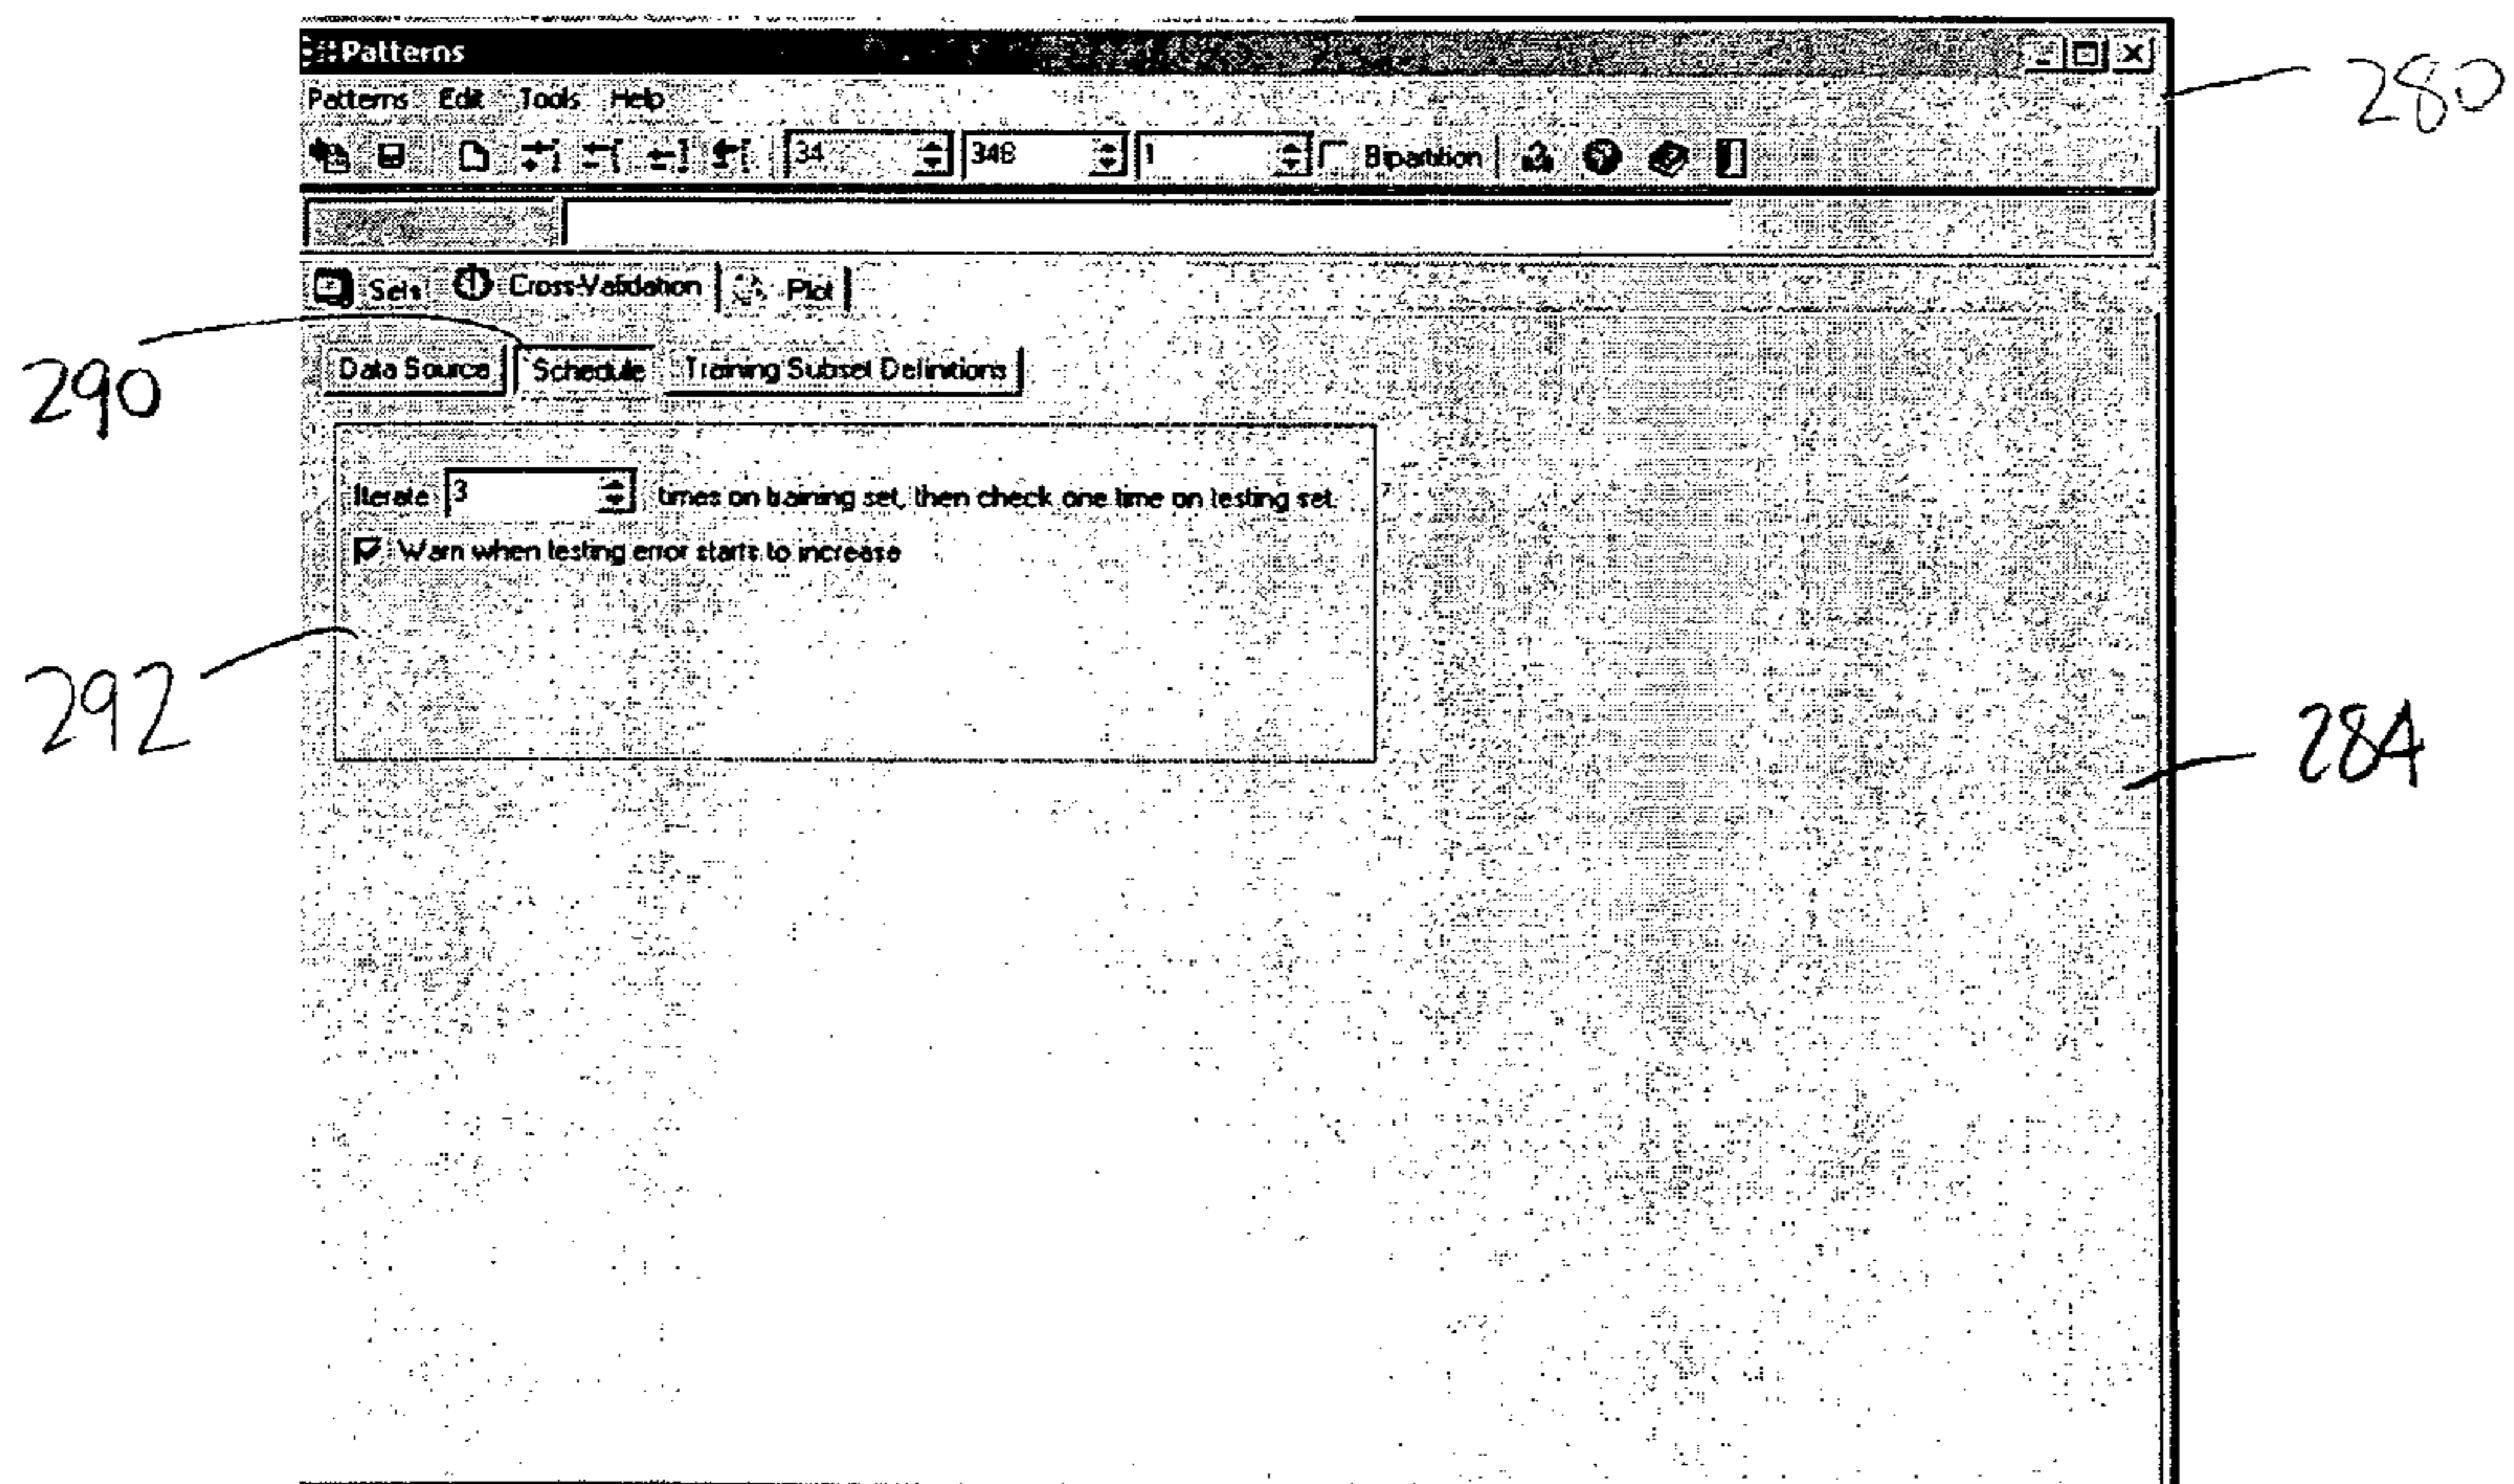 Patterns
280
Patterns Edit Tools Help
34 348 1 Bipartition
Sets Cross-Validation Plot
290
Data Source Schedule Training Subset Definitions
Iterate 3 times on training set, then check one time on testing set.
Warn when testing error starts to increase
292
284